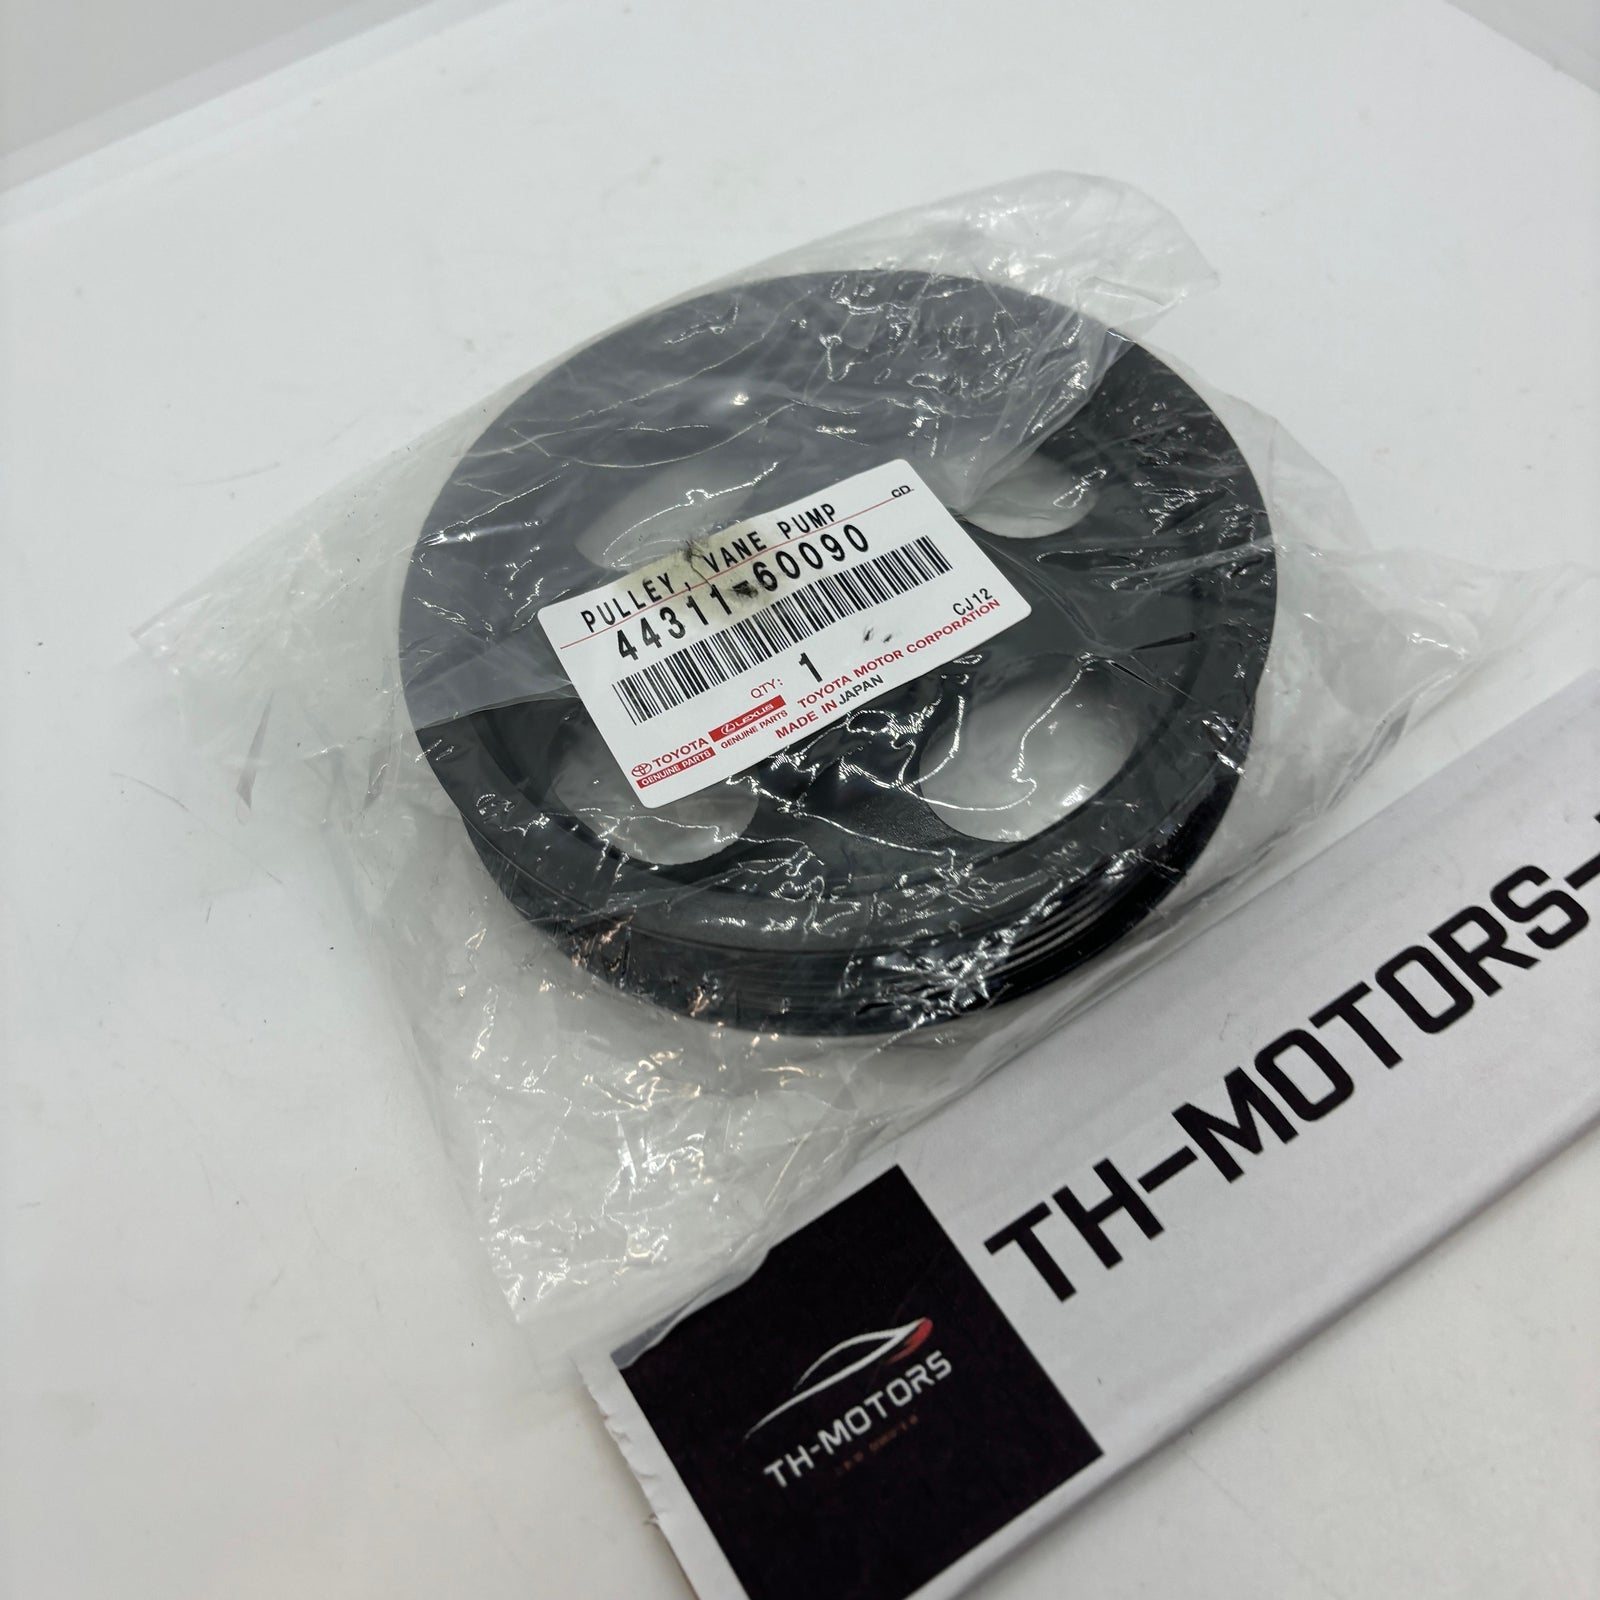 PULLEY, VANE PUMP
GD.
44311-60090
CJ12
QTY: 1
TOYOTA
GENUINE PARTS
LEXUS
GENUINE PARTS
TOYOTA MOTOR CORPORATION
MADE IN JAPAN
TH-MOTORS-
TH-MOTORS